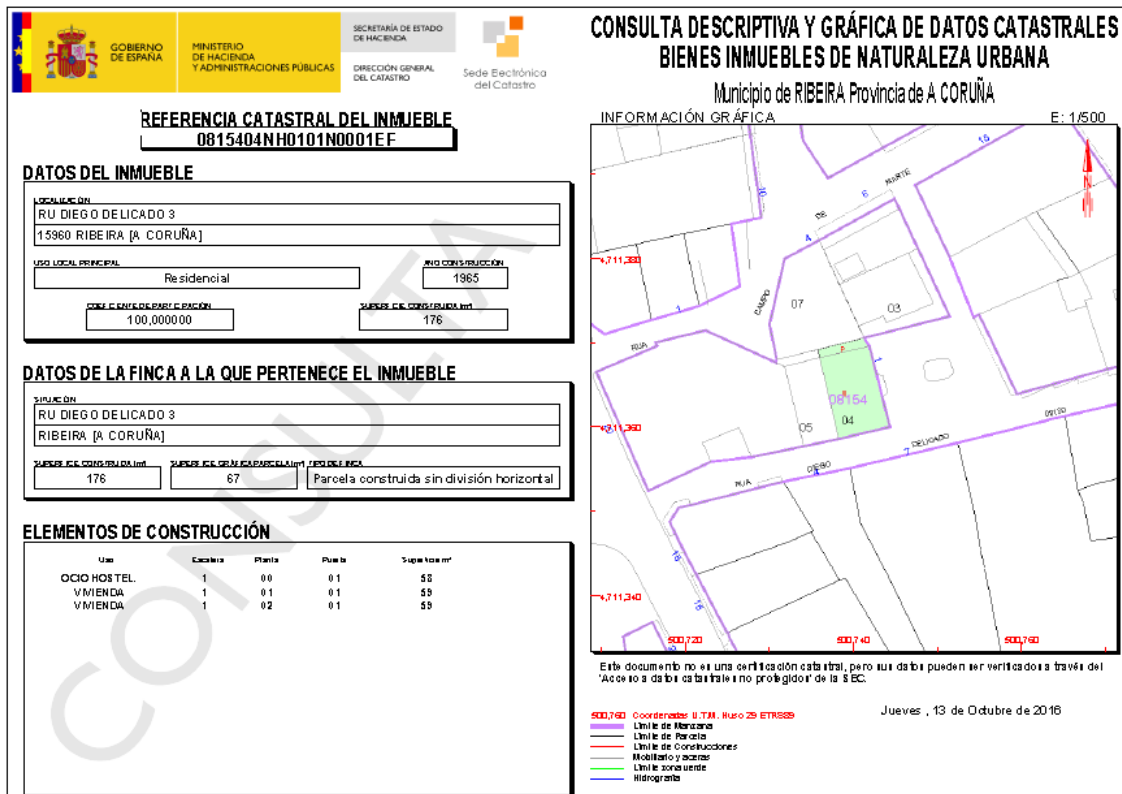 GOBIERNO
DE ESPAÑA
MINISTERIO
DE HACIENDA
Y ADMINISTRACIONES PÚBLICAS
SECRETARÍA DE ESTADO
DE HACIENDA
DIRECCIÓN GENERAL
DEL CATASTRO
Sede Electrónica
del Catastro
REFERENCIA CATASTRAL DEL INMUEBLE
0815404NH0101N0001EF
DATOS DEL INMUEBLE
LOCALIZACIÓN
RU DIEGO DELICADO 3
15960 RIBEIRA [A CORUÑA]
USO LOCAL PRINCIPAL
Residencial
AÑO CONSTRUCCIÓN
1965
COEFICIENTE DE PARTICIPACIÓN
100,000000
SUPERFICIE CONSTRUIDA [m²]
176
DATOS DE LA FINCA A LA QUE PERTENECE EL INMUEBLE
SITUACIÓN
RU DIEGO DELICADO 3
RIBEIRA [A CORUÑA]
SUPERFICIE CONSTRUIDA [m²]
176
SUPERFICIE GRÁFICA PARCELA [m²]
67
TIPO DE FINCA
Parcela construida sin división horizontal
ELEMENTOS DE CONSTRUCCIÓN
Uso Escalera Planta Puerta Superficie m²
OCIO HOSTEL. 1 00 01 58
VIVIENDA 1 01 01 59
VIVIENDA 1 02 01 59
CONSULTA
CONSULTA DESCRIPTIVA Y GRÁFICA DE DATOS CATASTRALES
BIENES INMUEBLES DE NATURALEZA URBANA
Municipio de RIBEIRA Provincia de A CORUÑA
INFORMACIÓN GRÁFICA E: 1/500
15
10
6
MARTE
DE
4
4,711,380
CAMPO
07
03
1
RUA
P
1
08154
04
05
4,711,360
DELICADO
7
DIEGO
4
RUA
18
16
4,711,340
500,720
500,740
500,760
Este documento no es una certificación catastral, pero sus datos pueden ser verificados a través del
'Acceso a datos catastrales no protegidos' de la SEC.
Jueves , 13 de Octubre de 2016
500,760 Coordenadas U.T.M. Huso 29 ETRS89
Límite de Manzana
Límite de Parcela
Límite de Construcciones
Mobiliario y aceras
Límite zona verde
Hidrografía